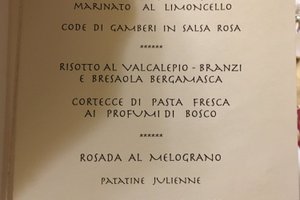 MARINATO AL LIMONCELLO
CODE DI GAMBERI IN SALSA ROSA
******
RISOTTO AL VALCALEPIO - BRANZI
E BRESAOLA BERGAMASCA
CORTECCE DI PASTA FRESCA
AI PROFUMI DI BOSCO
******
ROSADA AL MELOGRANO
PATATINE JULIENNE